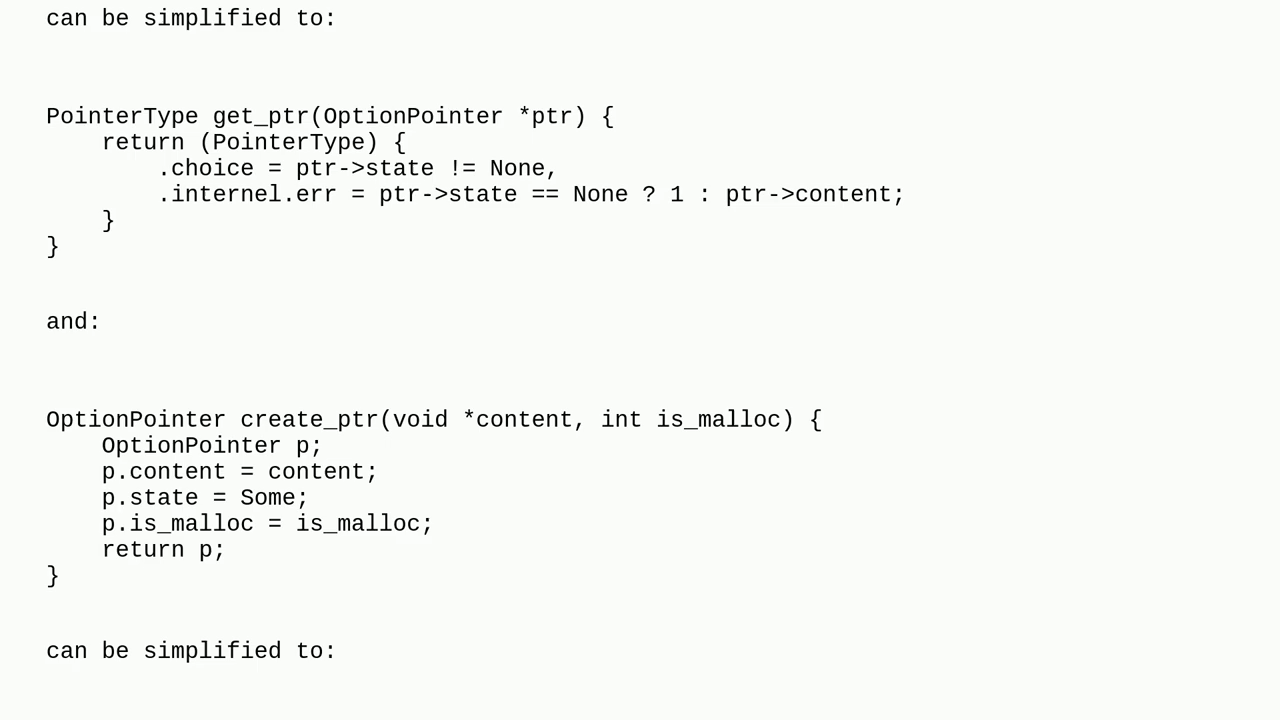 can be simplified to:
PointerType get_ptr(OptionPointer *ptr) {
    return (PointerType) {
        .choice = ptr->state != None,
        .internel.err = ptr->state == None ? 1 : ptr->content;
    }
}
and:
OptionPointer create_ptr(void *content, int is_malloc) {
    OptionPointer p;
    p.content = content;
    p.state = Some;
    p.is_malloc = is_malloc;
    return p;
}
can be simplified to: